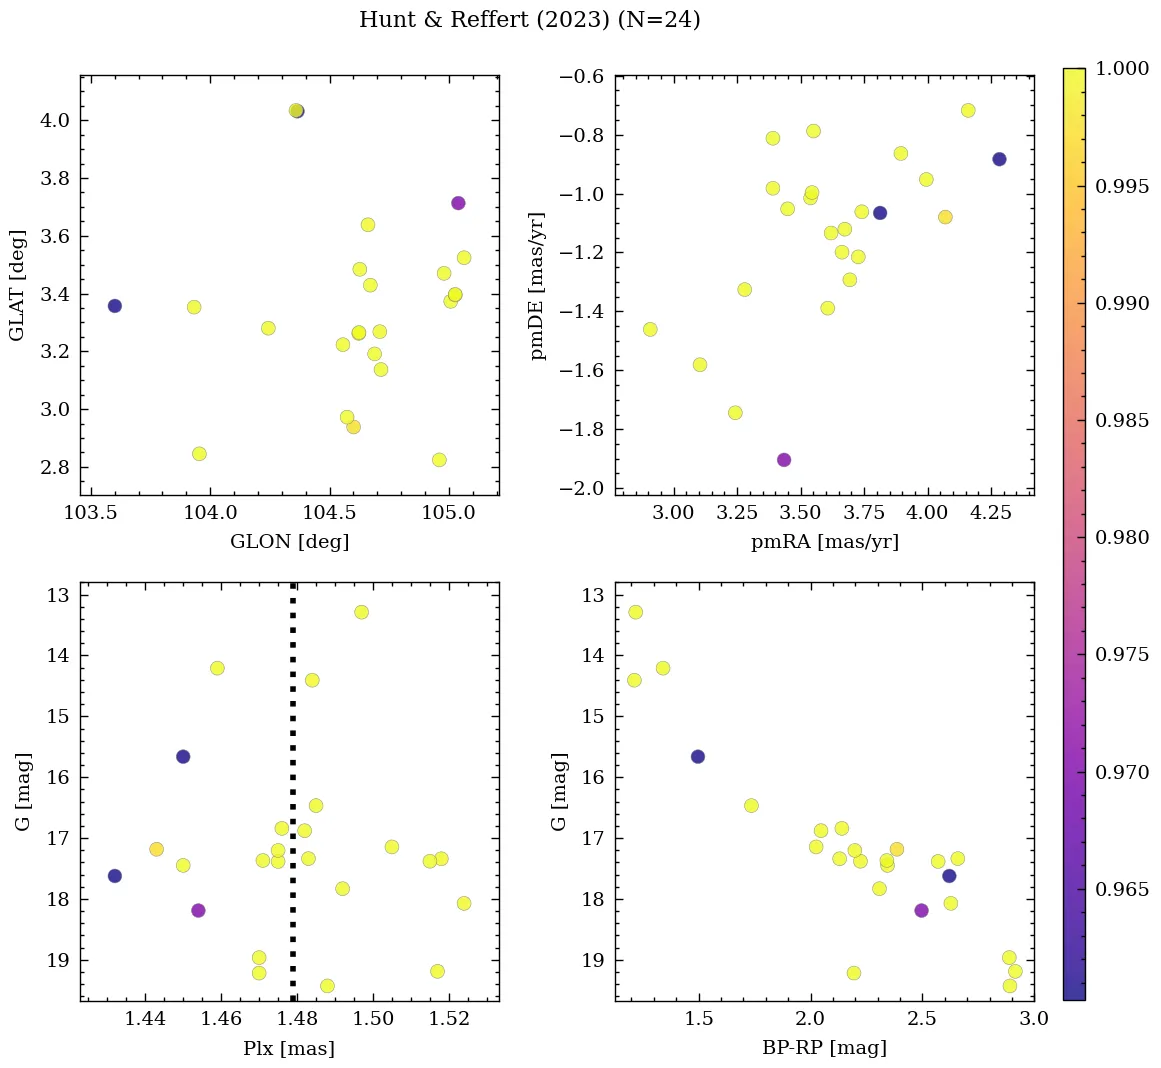 Hunt & Reffert (2023) (N=24)
4.0
3.8
3.6
3.4
3.2
3.0
2.8
GLAT [deg]
103.5 104.0 104.5 105.0
GLON [deg]
−0.6
−0.8
−1.0
−1.2
−1.4
−1.6
−1.8
−2.0
pmDE [mas/yr]
3.00 3.25 3.50 3.75 4.00 4.25
pmRA [mas/yr]
13
14
15
16
17
18
19
G [mag]
1.44 1.46 1.48 1.50 1.52
Plx [mas]
13
14
15
16
17
18
19
G [mag]
1.5 2.0 2.5 3.0
BP-RP [mag]
1.000
0.995
0.990
0.985
0.980
0.975
0.970
0.965